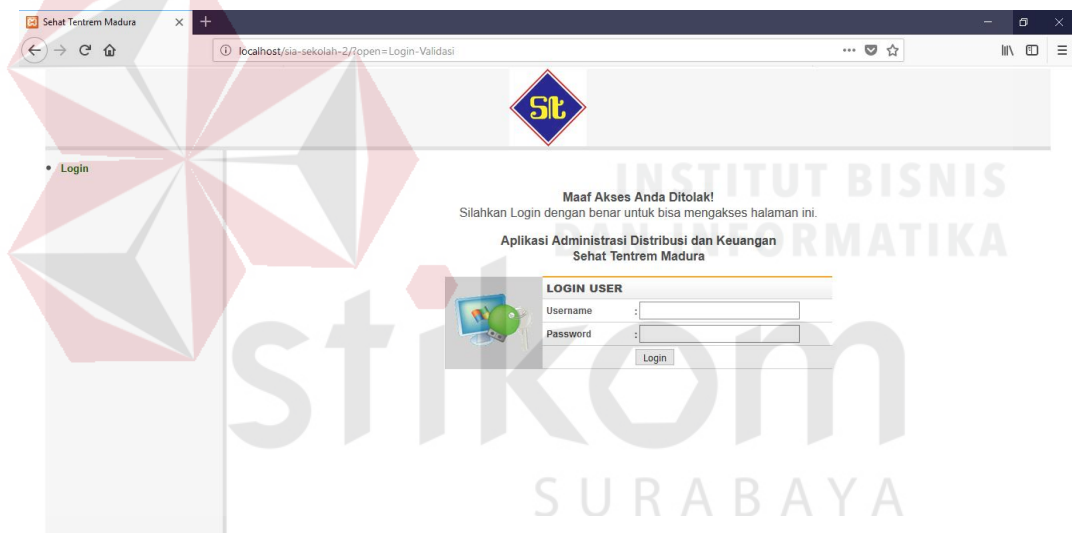 Sehat Tentrem Madura
localhost/sia-sekolah-2/?open=Login-Validasi
St
Login
INSTITUT BISNIS
DAN INFORMATIKA
Maaf Akses Anda Ditolak!
Silahkan Login dengan benar untuk bisa mengakses halaman ini.
Aplikasi Administrasi Distribusi dan Keuangan
Sehat Tentrem Madura
LOGIN USER
Username :
Password :
Login
stikom
SURABAYA